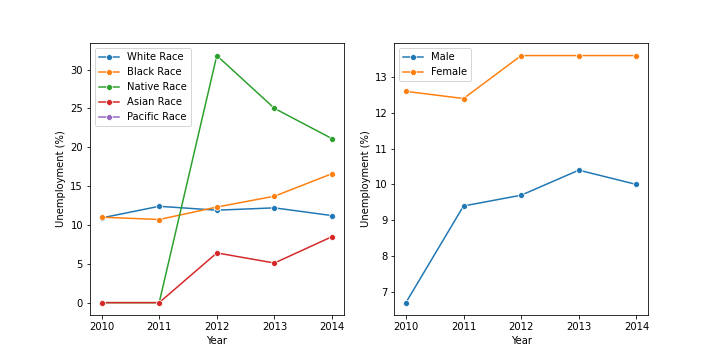 White Race
Black Race
Native Race
Asian Race
Pacific Race
30
25
20
15
10
5
0
Unemployment (%)
2010 2011 2012 2013 2014
Year
Male
Female
13
12
11
10
9
8
7
Unemployment (%)
2010 2011 2012 2013 2014
Year